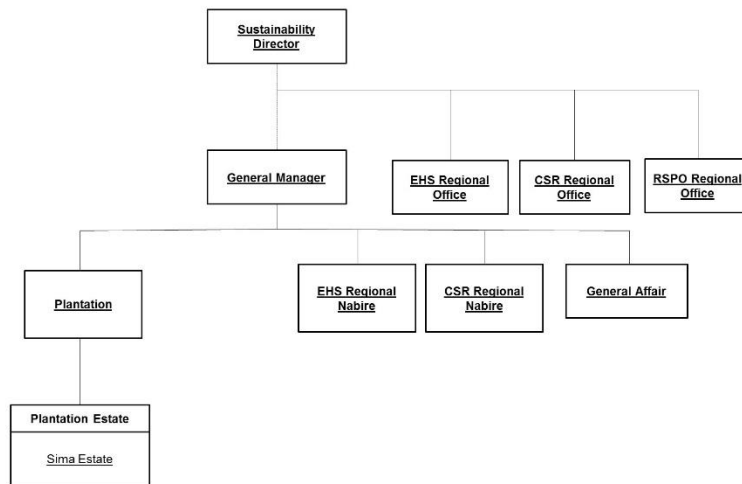 Sustainability
Director
General Manager
EHS Regional
Office
CSR Regional
Office
RSPO Regional
Office
Plantation
EHS Regional
Nabire
CSR Regional
Nabire
General Affair
Plantation Estate
Sima Estate